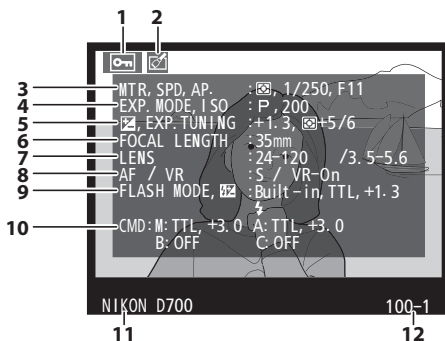 1 2
3 MTR, SPD, AP. : , 1/250, F11
4 EXP. MODE, ISO : P, 200
5 , EXP. TUNING : +1.3, +5/6
6 FOCAL LENGTH : 35mm
7 LENS : 24-120 /3.5-5.6
8 AF / VR : S / VR-On
9 FLASH MODE, : Built-in, TTL, +1.3
10 CMD: M: TTL, +3.0 A: TTL, +3.0
B: OFF C: OFF
NIKON D700 100-1
11 12